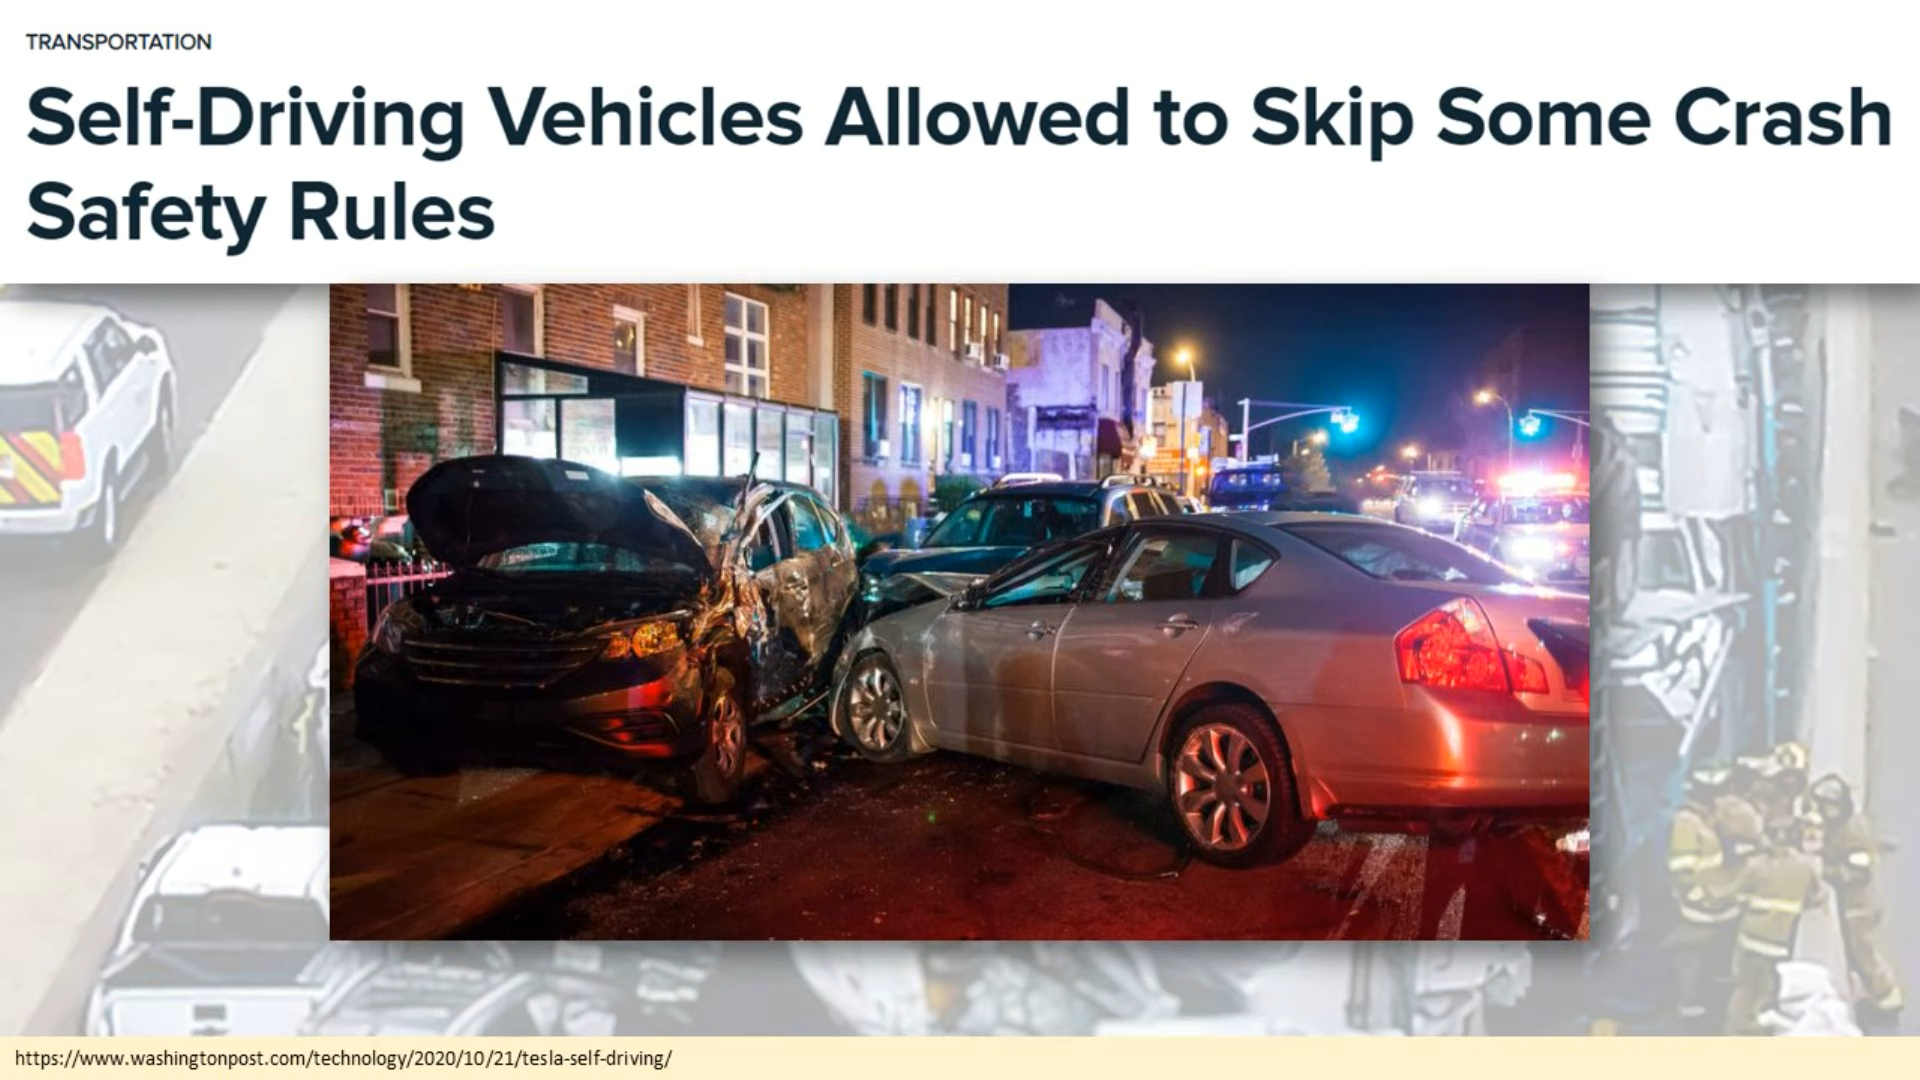 TRANSPORTATION
Self-Driving Vehicles Allowed to Skip Some Crash
Safety Rules
https://www.washingtonpost.com/technology/2020/10/21/tesla-self-driving/